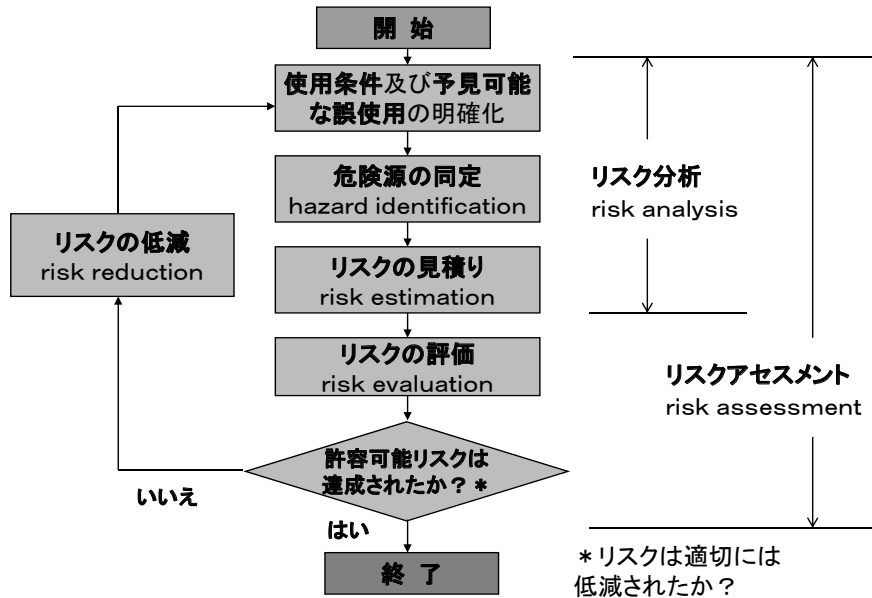 開 始
使用条件及び予見可能
な誤使用の明確化
危険源の同定
hazard identification
リスク分析
risk analysis
リスクの低減
risk reduction
リスクの見積り
risk estimation
リスクの評価
risk evaluation
リスクアセスメント
risk assessment
許容可能リスクは
達成されたか？*
いいえ
はい
終 了
*リスクは適切には
低減されたか？